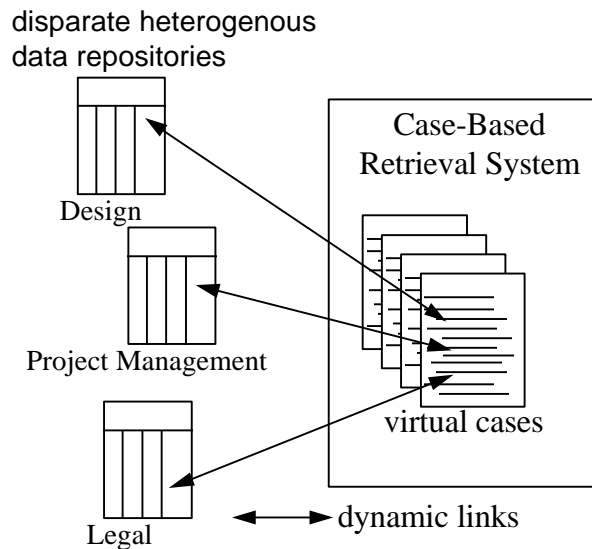 disparate heterogenous
data repositories
Case-Based
Retrieval System
Design
Project Management
virtual cases
Legal
dynamic links